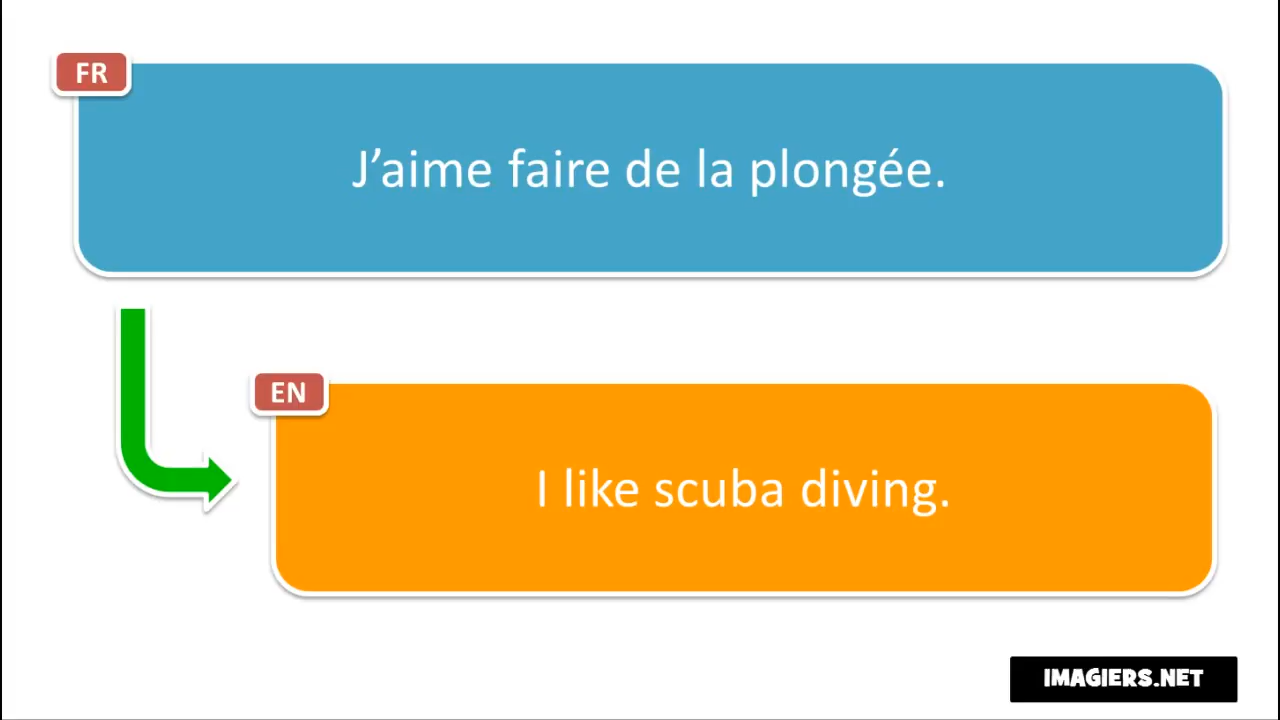 FR
J’aime faire de la plongée.
EN
I like scuba diving.
IMAGIERS.NET